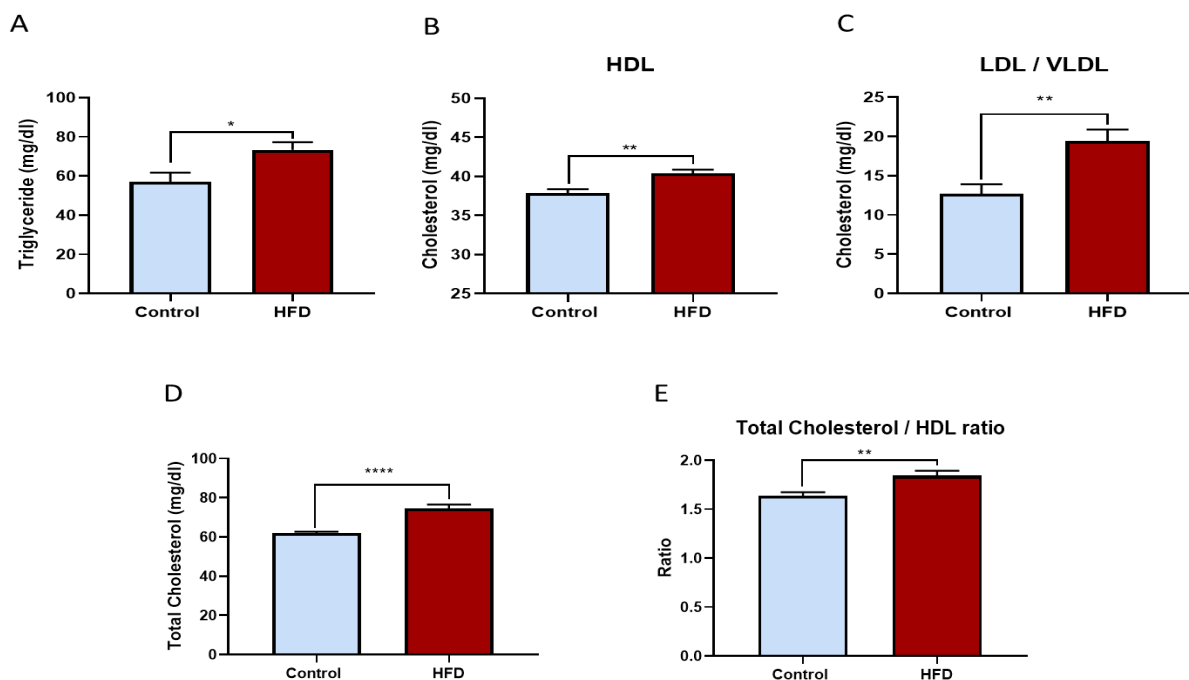 A
Triglyceride (mg/dl)
100
80
60
40
20
0
*
Control
HFD
B
HDL
Cholesterol (mg/dl)
50
45
40
35
30
25
**
Control
HFD
C
LDL / VLDL
Cholesterol (mg/dl)
25
20
15
10
5
0
**
Control
HFD
D
Total Cholesterol (mg/dl)
100
80
60
40
20
0
****
Control
HFD
E
Total Cholesterol / HDL ratio
Ratio
2.0
1.5
1.0
0.5
0.0
**
Control
HFD